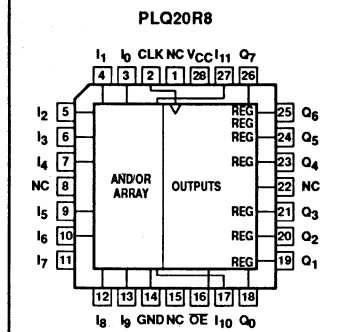 PLQ20R8
I1 I0 CLK NC VCC I11 Q7
4 3 2 1 28 27 26
I2 5 REG 25 Q6
REG
I3 6 24 Q5
I4 7 REG 23 Q4
NC 8 AND/OR ARRAY OUTPUTS 22 NC
I5 9 REG 21 Q3
I6 10 REG 20 Q2
I7 11 REG 19 Q1
REG
12 13 14 15 16 17 18
I8 I9 GND NC OE I10 Q0